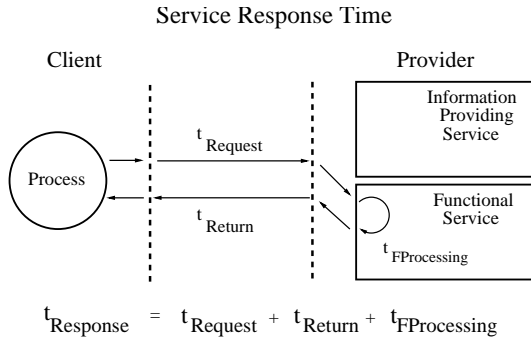 Service Response Time
Client
Provider
Information
Providing
Service
t Request
Process
Functional
Service
t Return
t FProcessing
t Response = t Request + t Return + t FProcessing